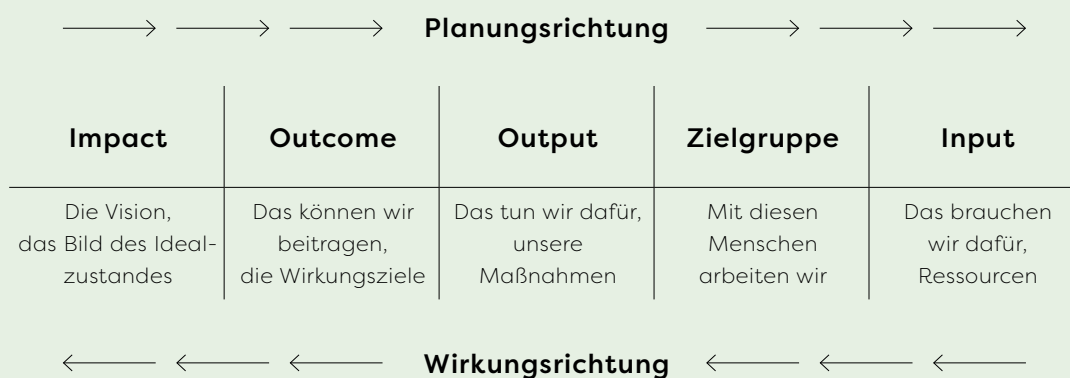 Planungsrichtung
Impact
Outcome
Output
Zielgruppe
Input
Die Vision,
das Bild des Ideal-
zustandes
Das können wir
beitragen,
die Wirkungsziele
Das tun wir dafür,
unsere
Maßnahmen
Mit diesen
Menschen
arbeiten wir
Das brauchen
wir dafür,
Ressourcen
Wirkungsrichtung